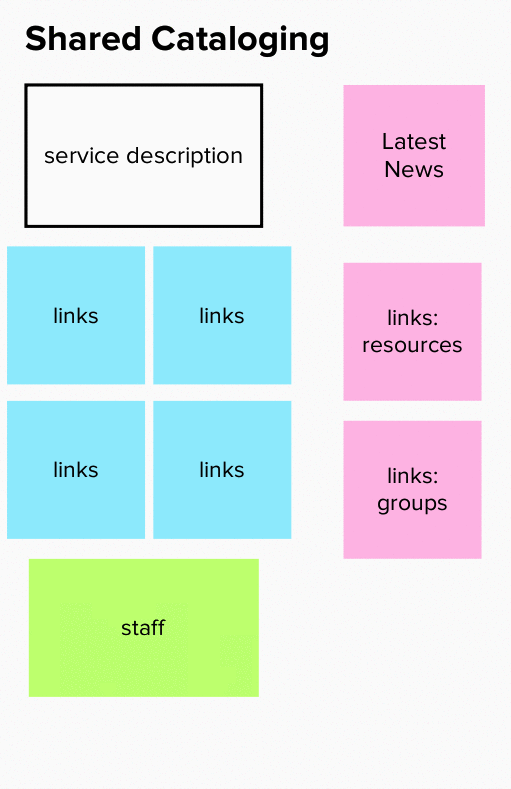 Shared Cataloging
service description
Latest
News
links
links
links:
resources
links
links
links:
groups
staff